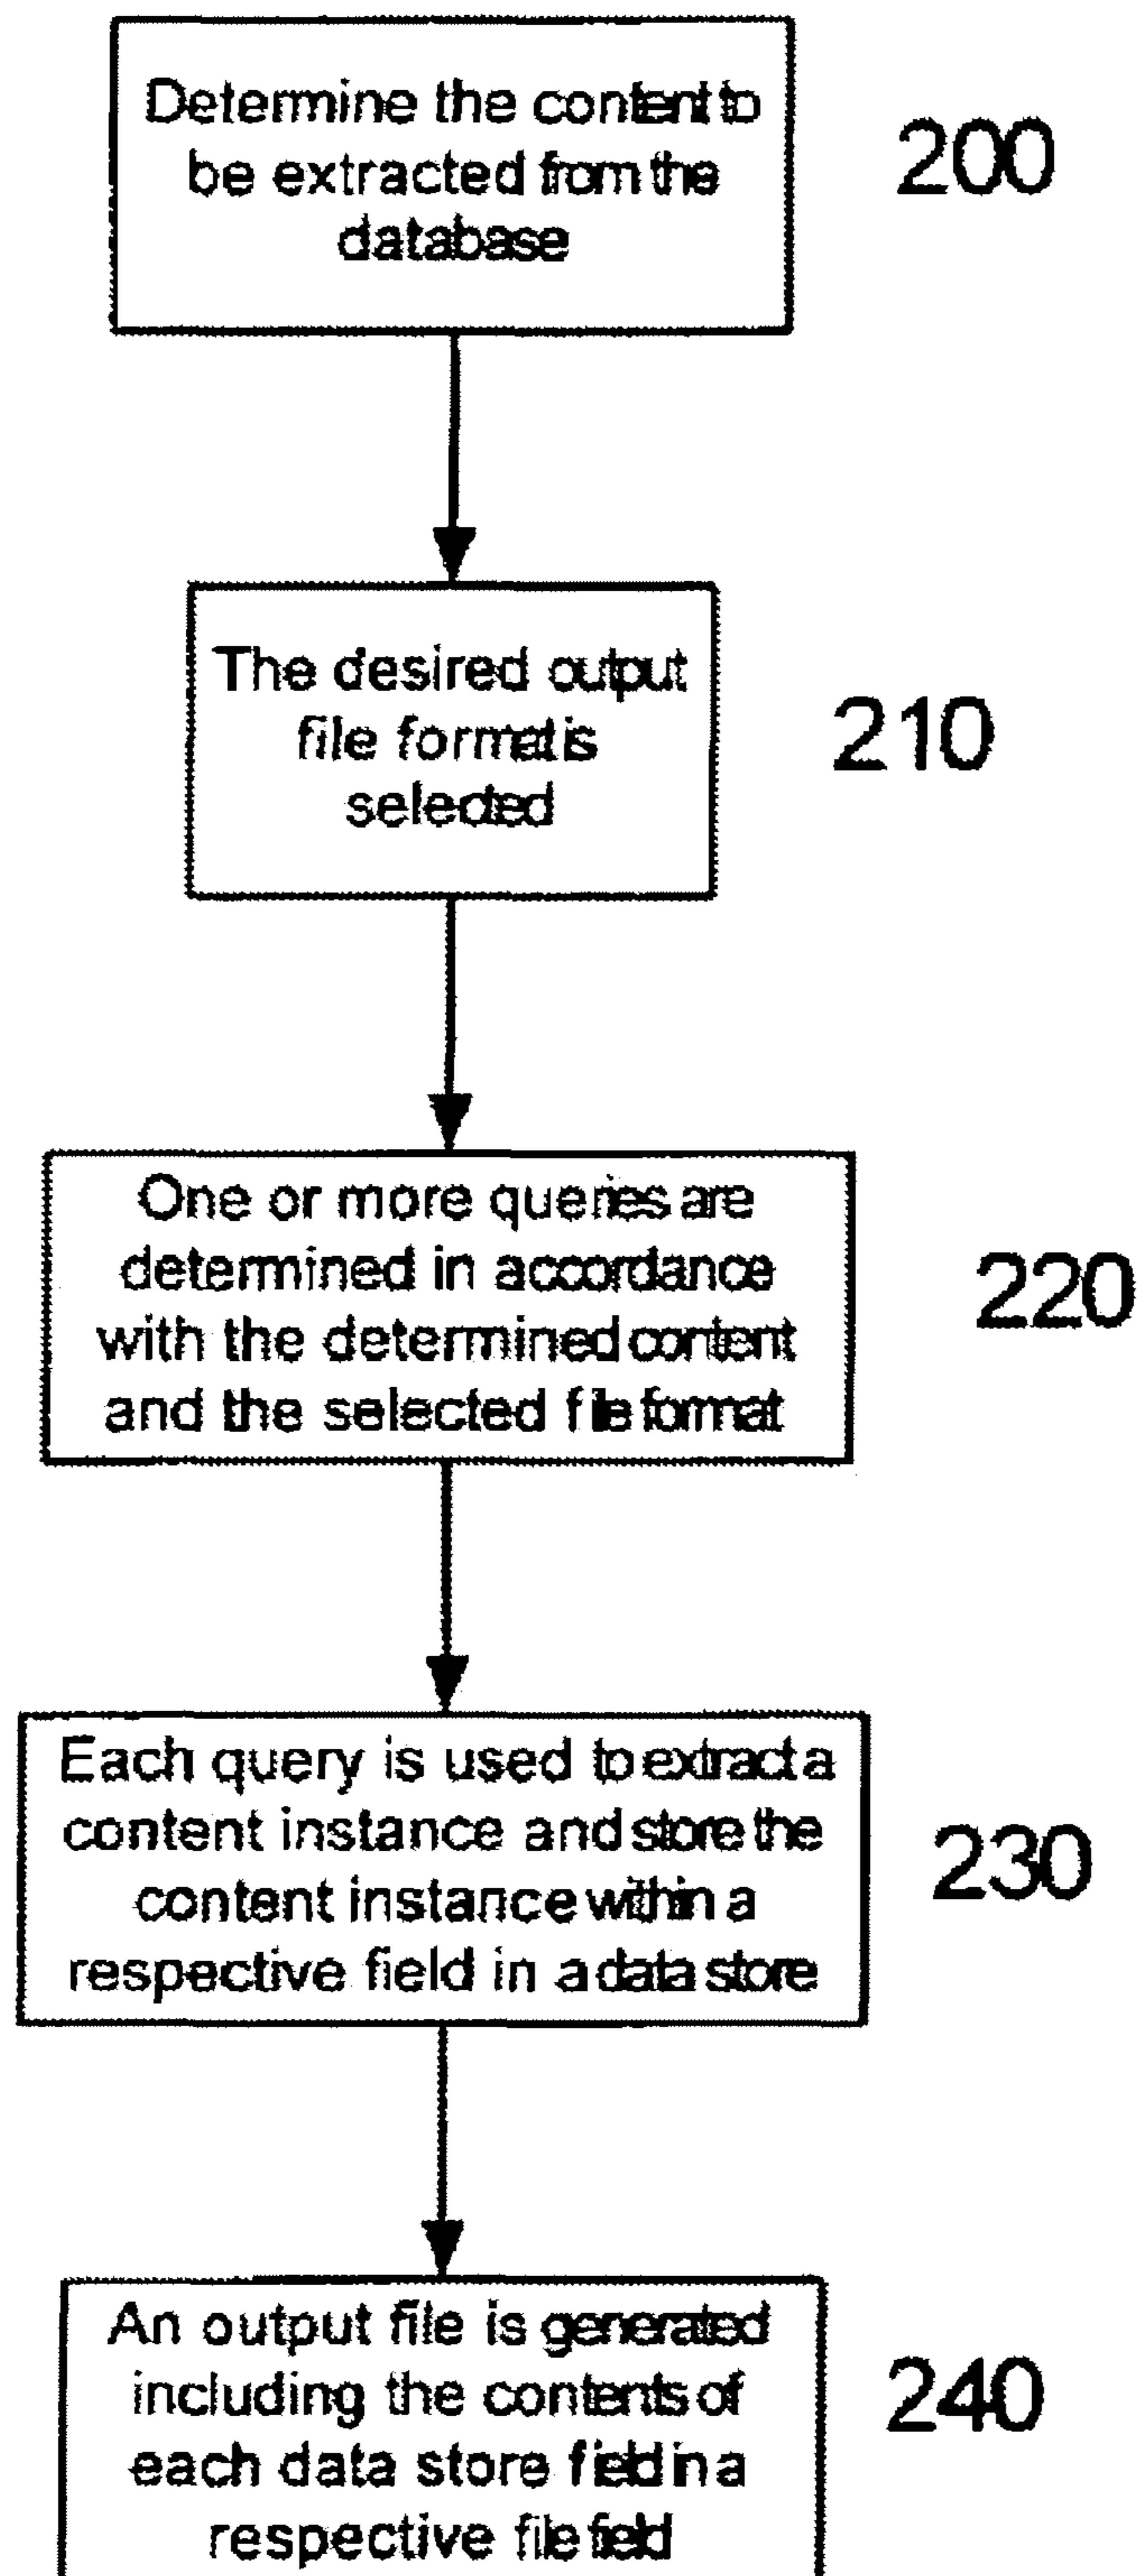 Determine the content to
be extracted from the
database
200
The desired output
file format is
selected
210
One or more queries are
determined in accordance
with the determined content
and the selected file format
220
Each query is used to extract a
content instance and store the
content instance within a
respective field in a data store
230
An output file is generated
including the contents of
each data store field in a
respective file field
240